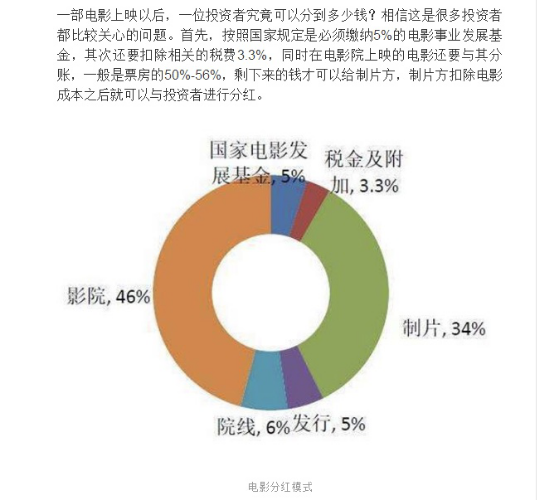 一部电影上映以后，一位投资者究竟可以分到多少钱？相信这是很多投资者
都比较关心的问题。首先，按照国家规定是必须缴纳5%的电影事业发展基
金，其次还要扣除相关的税费3.3%，同时在电影院上映的电影还要与其分
账，一般是票房的50%-56%，剩下来的钱才可以给制片方，制片方扣除电影
成本之后就可以与投资者进行分红。
国家电影发
展基金, 5%
税金及附
加, 3.3%
影院, 46%
制片, 34%
院线, 6%
发行, 5%
电影分红模式